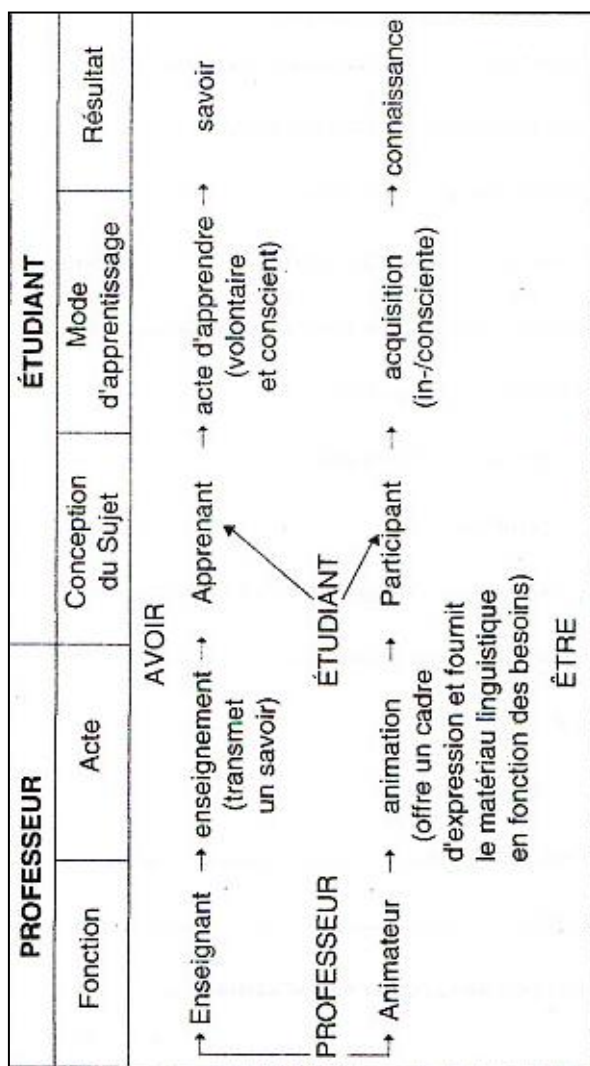 PROFESSEUR ÉTUDIANT
Fonction Acte Conception du Sujet Mode d'apprentissage Résultat
AVOIR
Enseignant → enseignement → Apprenant → acte d'apprendre → savoir
(transmet (volontaire
un savoir) et conscient)
PROFESSEUR ÉTUDIANT
Animateur → animation → Participant → acquisition → connaissance
(offre un cadre (in-/consciente)
d'expression et fournit
le matériau linguistique
en fonction des besoins)
ÊTRE